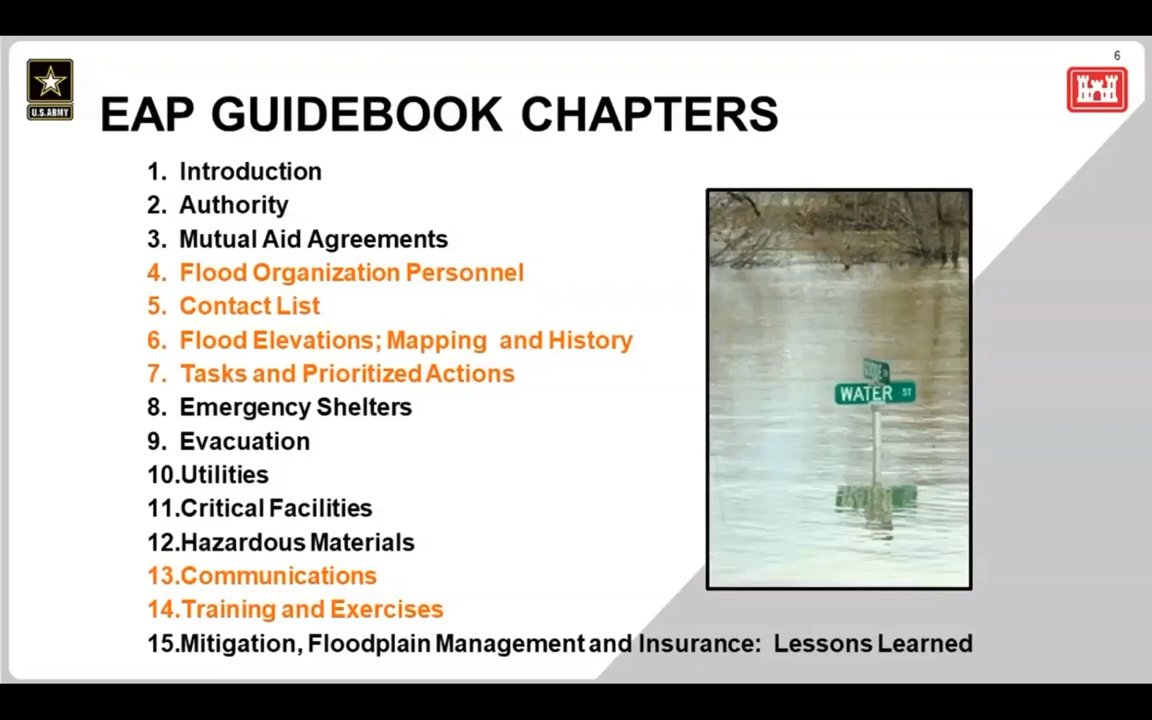 6
U.S.ARMY
EAP GUIDEBOOK CHAPTERS
1. Introduction
2. Authority
3. Mutual Aid Agreements
4. Flood Organization Personnel
5. Contact List
6. Flood Elevations; Mapping and History
7. Tasks and Prioritized Actions
8. Emergency Shelters
9. Evacuation
10.Utilities
11.Critical Facilities
12.Hazardous Materials
13.Communications
14.Training and Exercises
15.Mitigation, Floodplain Management and Insurance: Lessons Learned
WATER ST